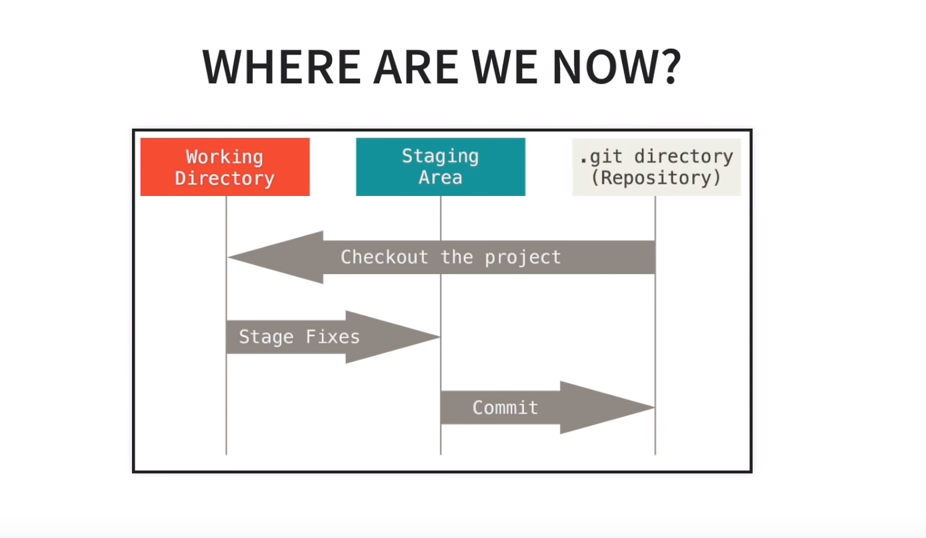 WHERE ARE WE NOW?
Working
Directory
Staging
Area
.git directory
(Repository)
Checkout the project
Stage Fixes
Commit